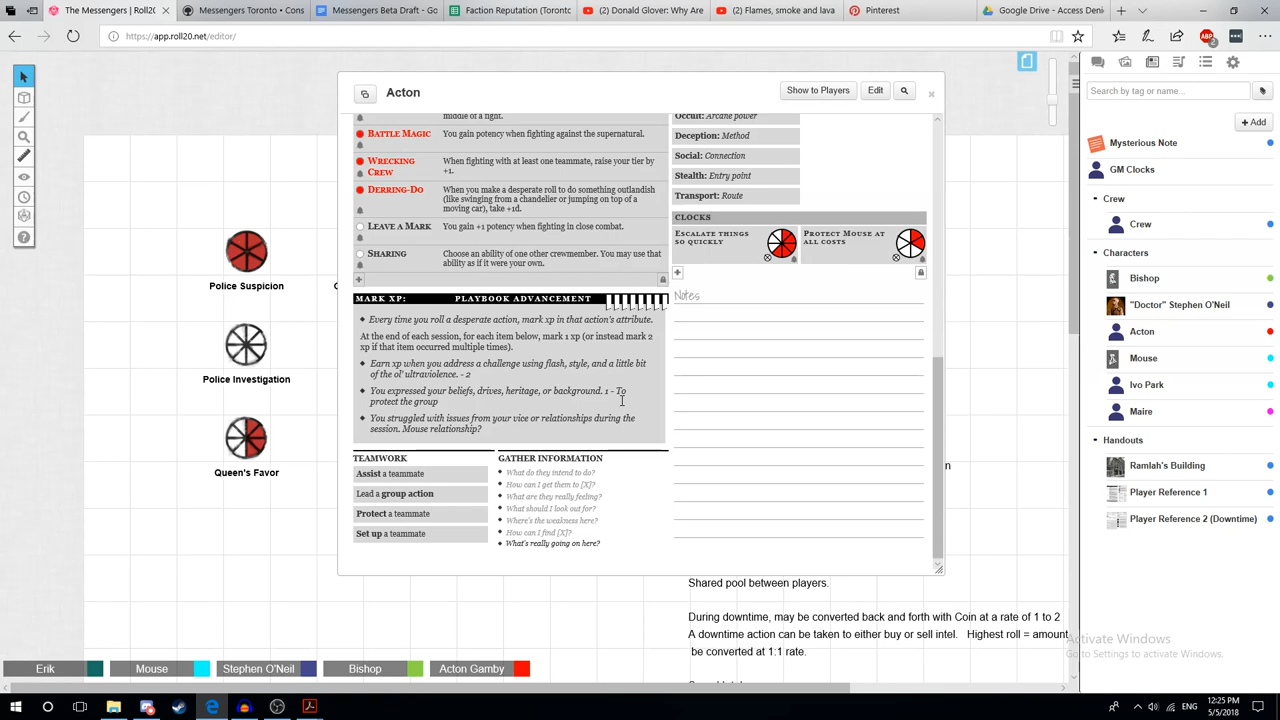 The Messengers | Roll20
Messengers Toronto • Cons
Messengers Beta Draft - Go
Faction Reputation (Toronto
(2) Donald Glover: Why Are
(2) Flames, smoke and lava
Pinterest
Google Drive - Access Deni
https://app.roll20.net/editor/
Acton
Show to Players
Edit
middle of a fight.
BATTLE MAGIC
You gain potency when fighting against the supernatural.
WRECKING
CREW
When fighting with at least one teammate, raise your tier by
+1.
DERRING-DO
When you make a desperate roll to do something outlandish
(like swinging from a chandelier or jumping on top of a
moving car), take +1d.
LEAVE A MARK
You gain +1 potency when fighting in close combat.
SHARING
Choose an ability of one other crewmember. You may use that
ability as if it were your own.
MARK XP:
PLAYBOOK ADVANCEMENT
Every time you roll a desperate action, mark xp in that action's attribute.
At the end of each session, for each item below, mark 1 xp (or instead mark 2
xp if that item occurred multiple times).
Earn xp when you address a challenge using flash, style, and a little bit
of the ol' ultraviolence. - 2
You expressed your beliefs, drives, heritage, or background. 1 - To
protect the group
You struggled with issues from your vice or relationships during the
session. Mouse relationship?
TEAMWORK
Assist a teammate
Lead a group action
Protect a teammate
Set up a teammate
GATHER INFORMATION
What do they intend to do?
How can I get them to [X]?
What are they really feeling?
What should I look out for?
Where's the weakness here?
How can I find [X]?
What's really going on here?
Occult: Arcane power
Deception: Method
Social: Connection
Stealth: Entry point
Transport: Route
CLOCKS
ESCALATE THINGS
SO QUICKLY
PROTECT MOUSE AT
ALL COSTS
Notes
Police Suspicion
Police Investigation
Queen's Favor
Shared pool between players.
During downtime, may be converted back and forth with Coin at a rate of 1 to 2
A downtime action can be taken to either buy or sell intel. Highest roll = amount
be converted at 1:1 rate.
Erik
Mouse
Stephen O'Neil
Bishop
Acton Gamby
Search by tag or name...
+ Add
Mysterious Note
GM Clocks
Crew
Crew
Characters
Bishop
"Doctor" Stephen O'Neil
Acton
Mouse
Ivo Park
Maire
Handouts
Ramlah's Building
Player Reference 1
Player Reference 2 (Downtime)
Activate Windows
Go to Settings to activate Windows.
12:25 PM
5/5/2018